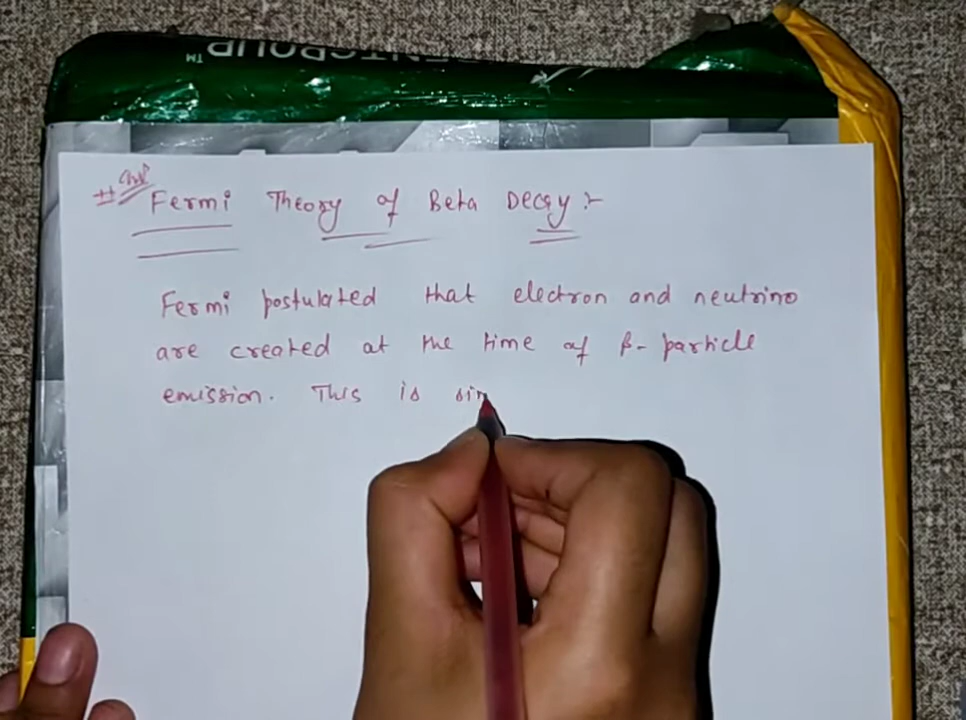 Fermi Theory of Beta Decay :-
Fermi postulated that electron and neutrino
are created at the time of β- particle
emission. This is